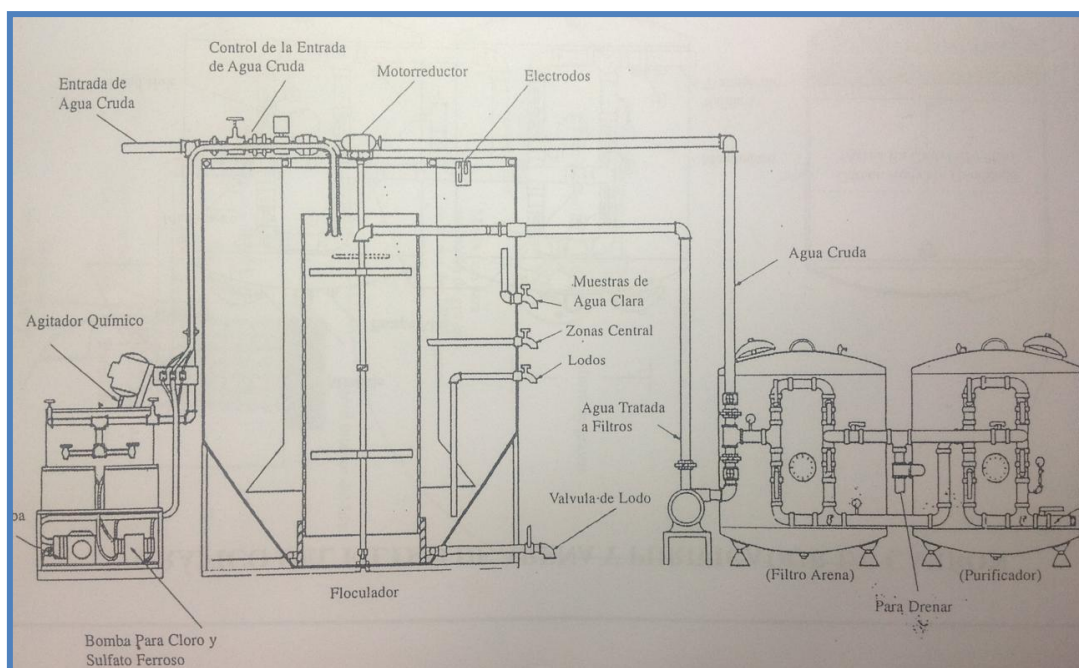 Control de la Entrada
de Agua Cruda
Motorreductor
Electrodos
Entrada de
Agua Cruda
Agua Cruda
Muestras de
Agua Clara
Zonas Central
Lodos
Agitador Químico
Agua Tratada
a Filtros
Valvula de Lodo
(Filtro Arena)
(Purificador)
Floculador
Para Drenar
Bomba Para Cloro y
Sulfato Ferroso